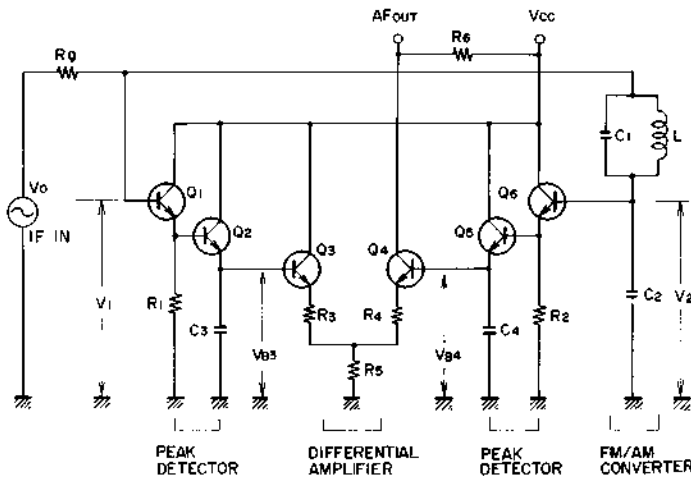 AFOUT
R6
VCC
Rg
C1
L
Vo
IF IN
Q1
Q2
Q3
Q4
Q5
Q6
V1
R1
C3
VB3
R3
R4
R5
VB4
C4
R2
C2
V2
PEAK DETECTOR
DIFFERENTIAL AMPLIFIER
PEAK DETECTOR
FM/AM CONVERTER